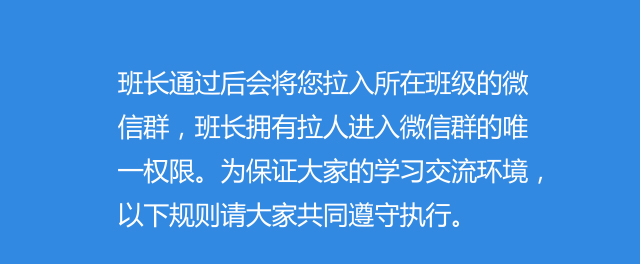 班长通过后会将您拉入所在班级的微
信群，班长拥有拉人进入微信群的唯
一权限。为保证大家的学习交流环境，
以下规则请大家共同遵守执行。